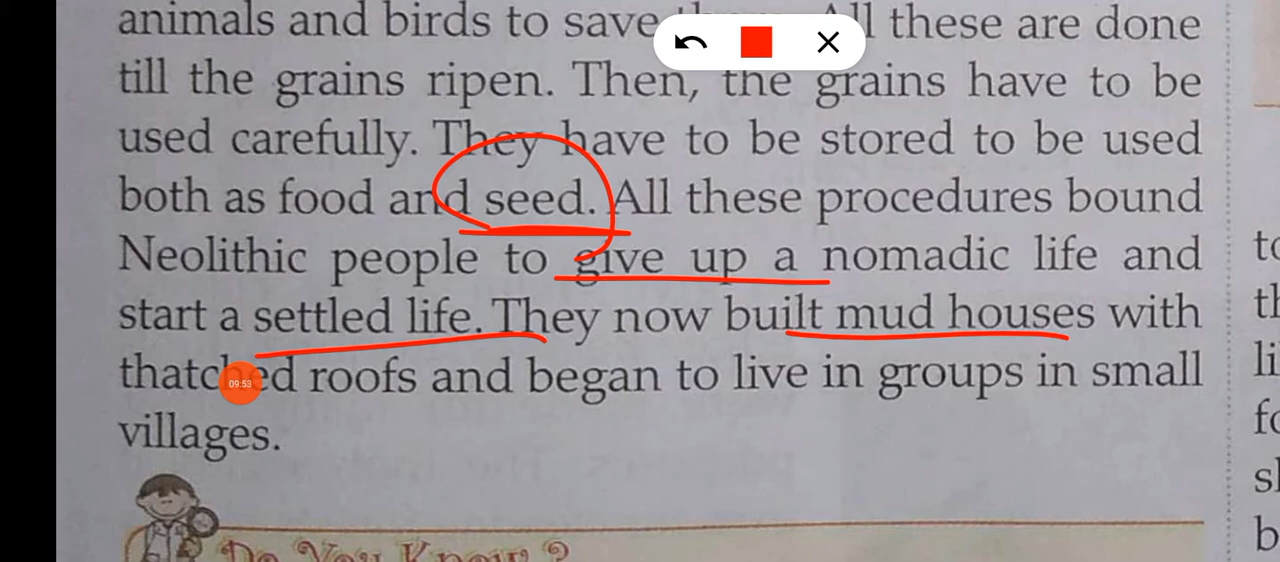 animals and birds to save All these are done
till the grains ripen. Then, the grains have to be
used carefully. They have to be stored to be used
both as food and seed. All these procedures bound
Neolithic people to give up a nomadic life and
start a settled life. They now built mud houses with
thatched roofs and began to live in groups in small
villages.
09:53
Do You Know?